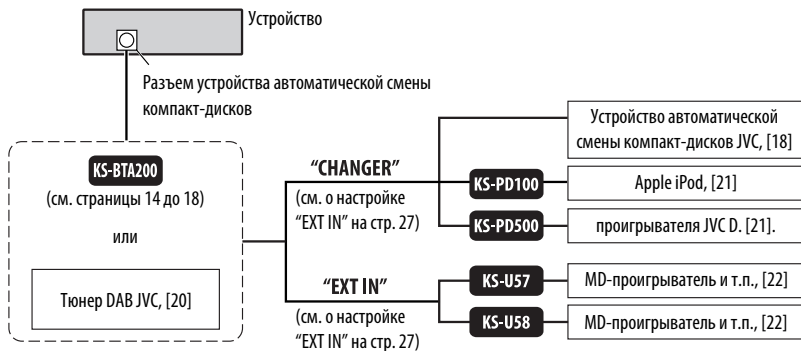 Устройство
Разъем устройства автоматической смены
компакт-дисков
KS-BTA200
(см. страницы 14 до 18)
или
Тюнер DAB JVC, [20]
“CHANGER”
(см. о настройке
“EXT IN” на стр. 27)
“EXT IN”
(см. о настройке
“EXT IN” на стр. 27)
Устройство автоматической
смены компакт-дисков JVC, [18]
KS-PD100
Apple iPod, [21]
KS-PD500
проигрывателя JVC D. [21].
KS-U57
MD-проигрыватель и т.п., [22]
KS-U58
MD-проигрыватель и т.п., [22]